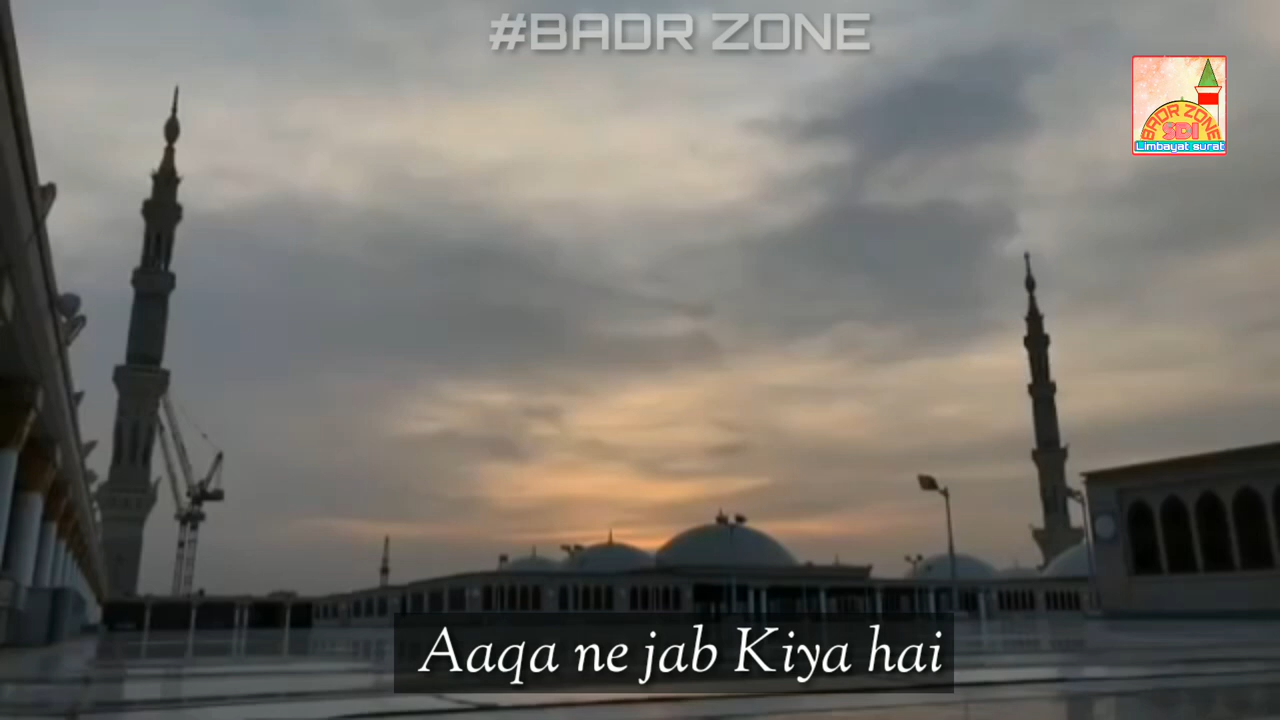 #BADR ZONE
BADR ZONE
SDI
Limbayat surat
Aaqa ne jab Kiya hai